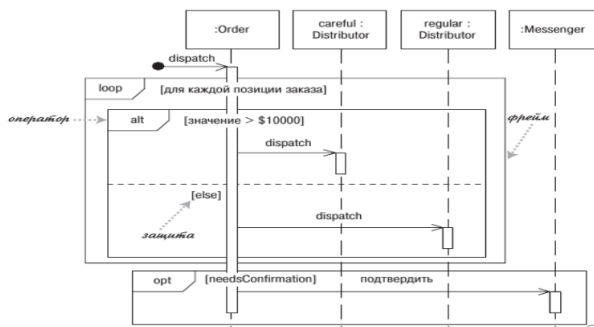 :Order
careful :
Distributor
regular :
Distributor
:Messenger
dispatch
loop
[для каждой позиции заказа]
оператор
alt
[значение > $10000]
фрейм
dispatch
[else]
защита
dispatch
opt
[needsConfirmation]
подтвердить